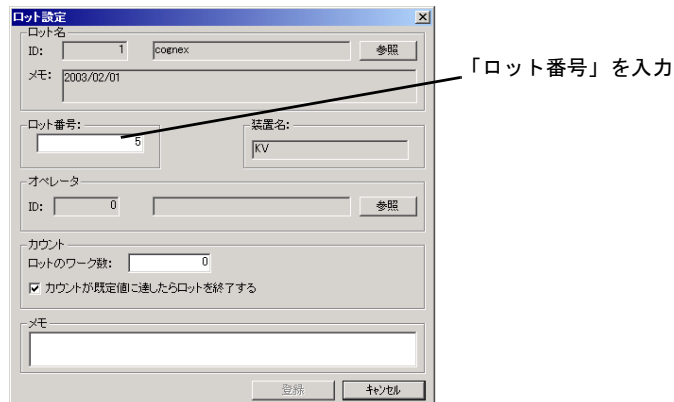 ロット設定
ロット名
ID: 1 cognex 参照
メモ: 2003/02/01
「ロット番号」を入力
ロット番号: 装置名:
5 KV
オペレータ
ID: 0 参照
カウント
ロットのワーク数: 0
カウントが既定値に達したらロットを終了する
メモ
登録 キャンセル